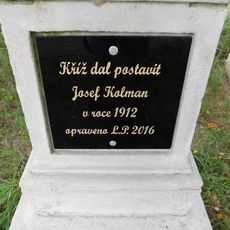 Kříž dal postavit
Josef Kolman
v roce 1912
opraveno L.P. 2016